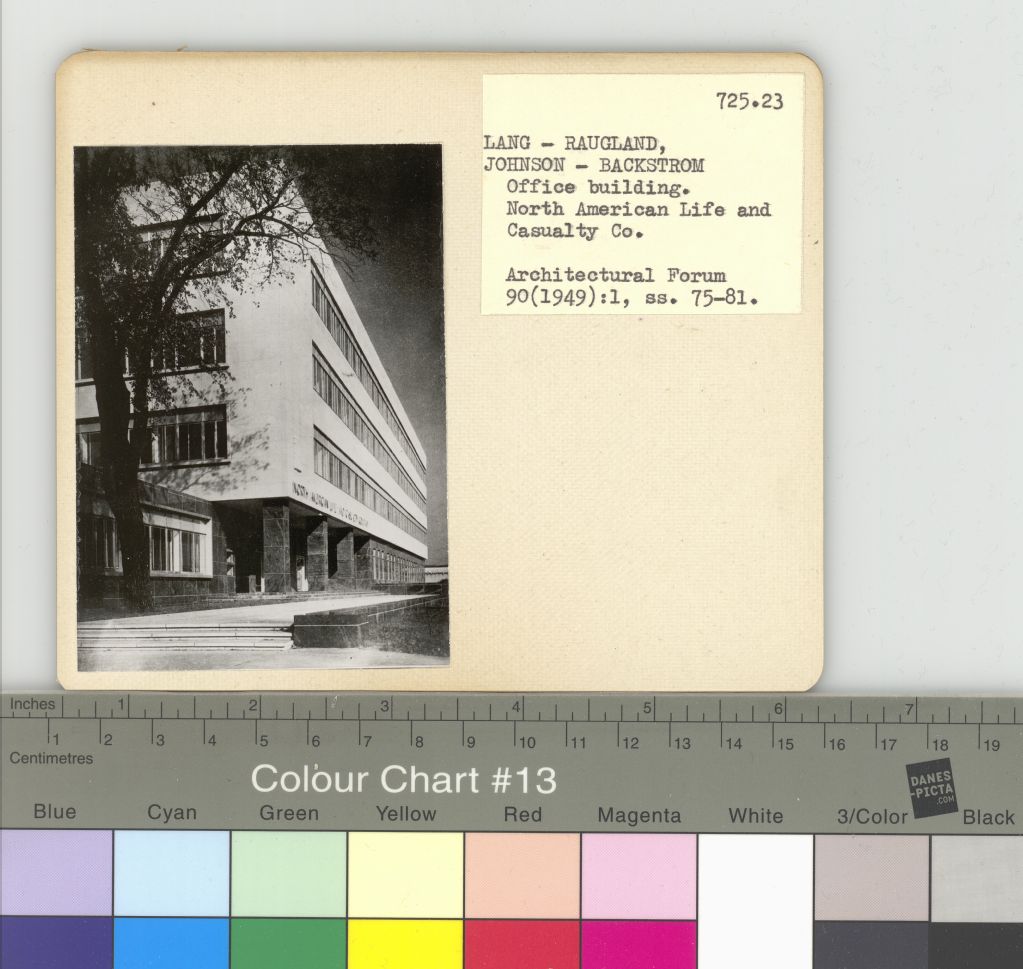 725.23
LANG - RAUGLAND,
JOHNSON - BACKSTROM
Office building.
North American Life and
Casualty Co.
Architectural Forum
90(1949):1, ss. 75-81.
NORTH AMERICAN LIFE
Inches 1 2 3 4 5 6 7
1 2 3 4 5 6 7 8 9 10 11 12 13 14 15 16 17 18 19
Centimetres
Colour Chart #13
DANES
-PICTA
.COM
Blue Cyan Green Yellow Red Magenta White 3/Color Black